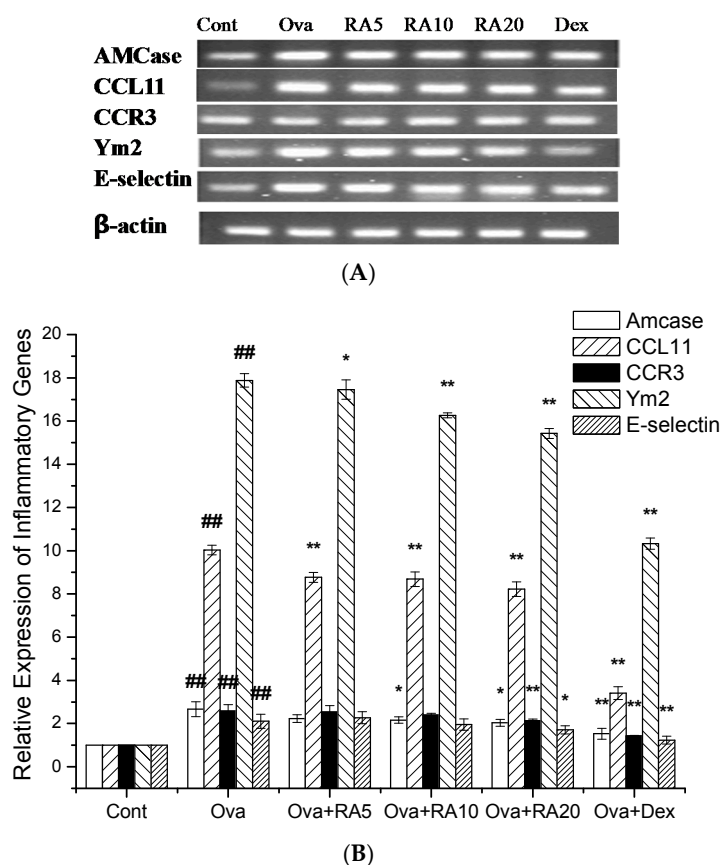 Cont Ova RA5 RA10 RA20 Dex
AMCase
CCL11
CCR3
Ym2
E-selectin
β-actin
(A)
Relative Expression of Inflammatory Genes
20
18
16
14
12
10
8
6
4
2
0
Amcase
CCL11
CCR3
Ym2
E-selectin
## ## ## ## ##
** *
* ** **
* ** ** ** *
** ** ** ** **
Cont Ova Ova+RA5 Ova+RA10 Ova+RA20 Ova+Dex
(B)